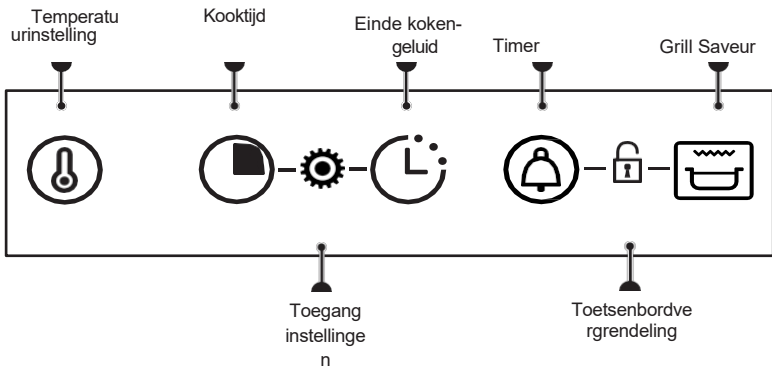 Temperatu
urinstelling
Kooktijd
Einde koken-
geluid
Timer
Grill Saveur
Toegang
instellinge
n
Toetsenbordve
rgrendeling